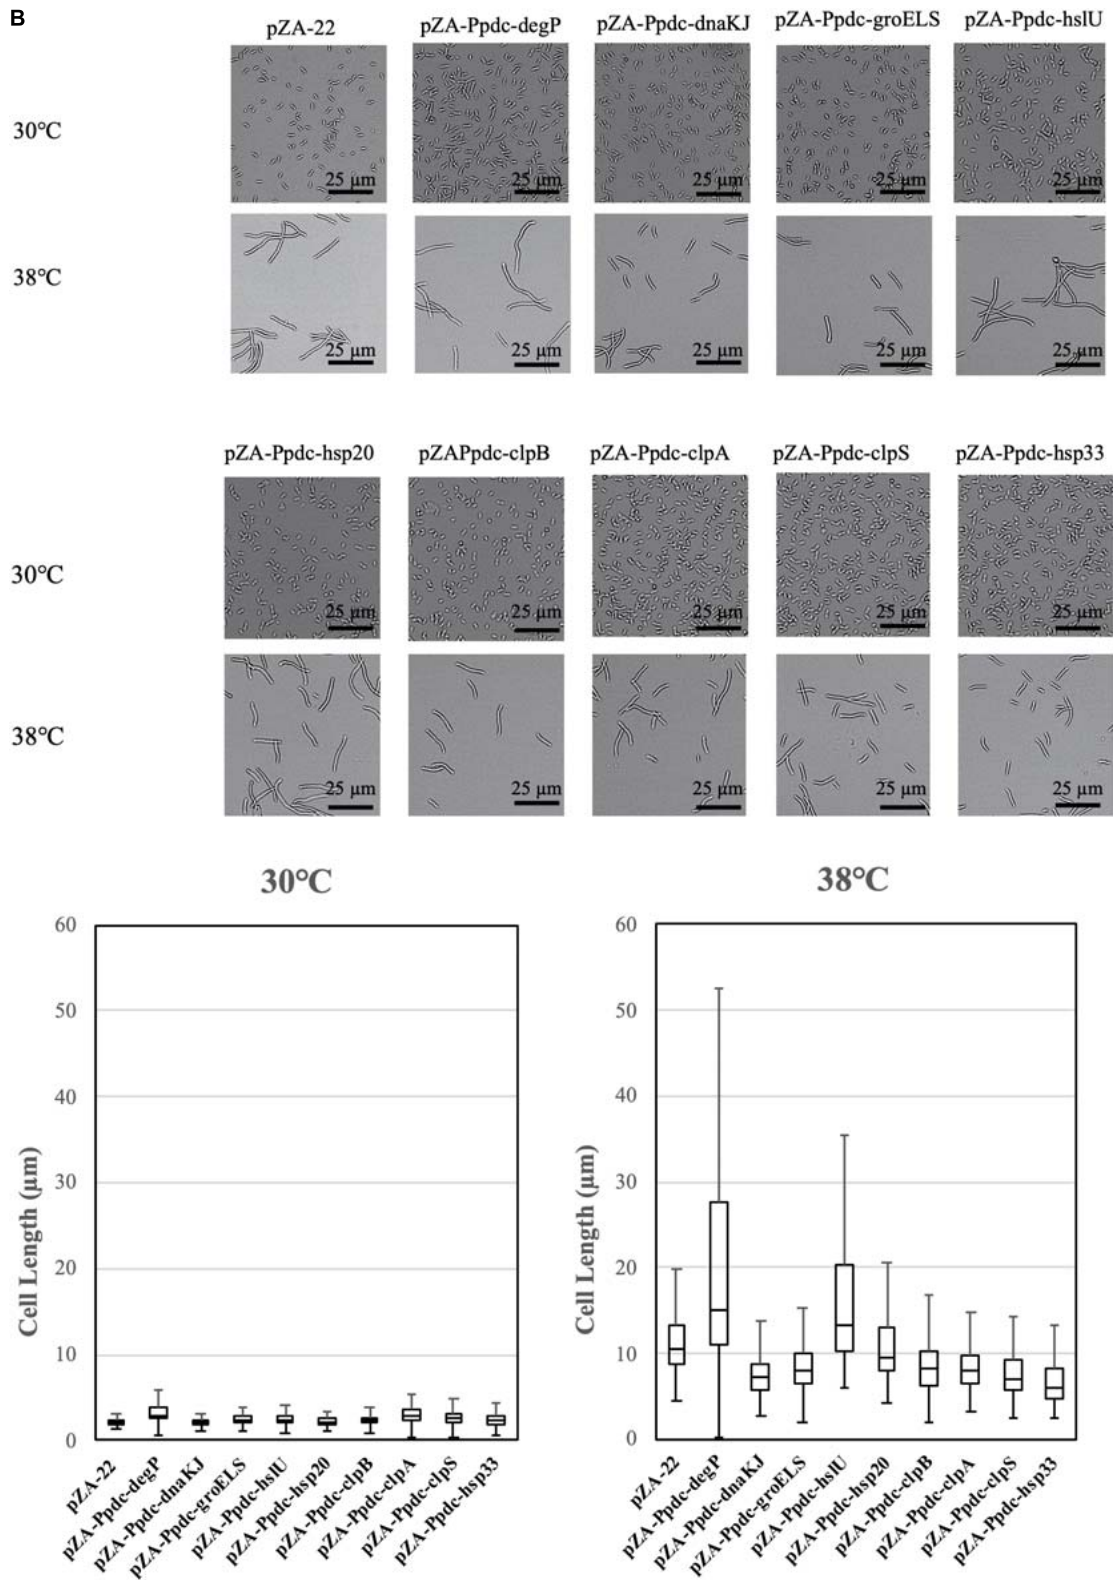 B
pZA-22 pZA-Ppdc-degP pZA-Ppdc-dnaKJ pZA-Ppdc-groELS pZA-Ppdc-hslU
30°C
25 µm 25 µm 25 µm 25 µm 25 µm
38°C
25 µm 25 µm 25 µm 25 µm 25 µm
pZA-Ppdc-hsp20 pZAPpdc-clpB pZA-Ppdc-clpA pZA-Ppdc-clpS pZA-Ppdc-hsp33
30°C
25 µm 25 µm 25 µm 25 µm 25 µm
38°C
25 µm 25 µm 25 µm 25 µm 25 µm
30°C
60
50
40
30
20
10
0
Cell Length (µm)
pZA-22
pZA-Ppdc-degP
pZA-Ppdc-dnaKJ
pZA-Ppdc-groELS
pZA-Ppdc-hslU
pZA-Ppdc-hsp20
pZA-Ppdc-clpB
pZA-Ppdc-clpA
pZA-Ppdc-clpS
pZA-Ppdc-hsp33
38°C
60
50
40
30
20
10
0
Cell Length (µm)
pZA-22
pZA-Ppdc-degP
pZA-Ppdc-dnaKJ
pZA-Ppdc-groELS
pZA-Ppdc-hslU
pZA-Ppdc-hsp20
pZA-Ppdc-clpB
pZA-Ppdc-clpA
pZA-Ppdc-clpS
pZA-Ppdc-hsp33